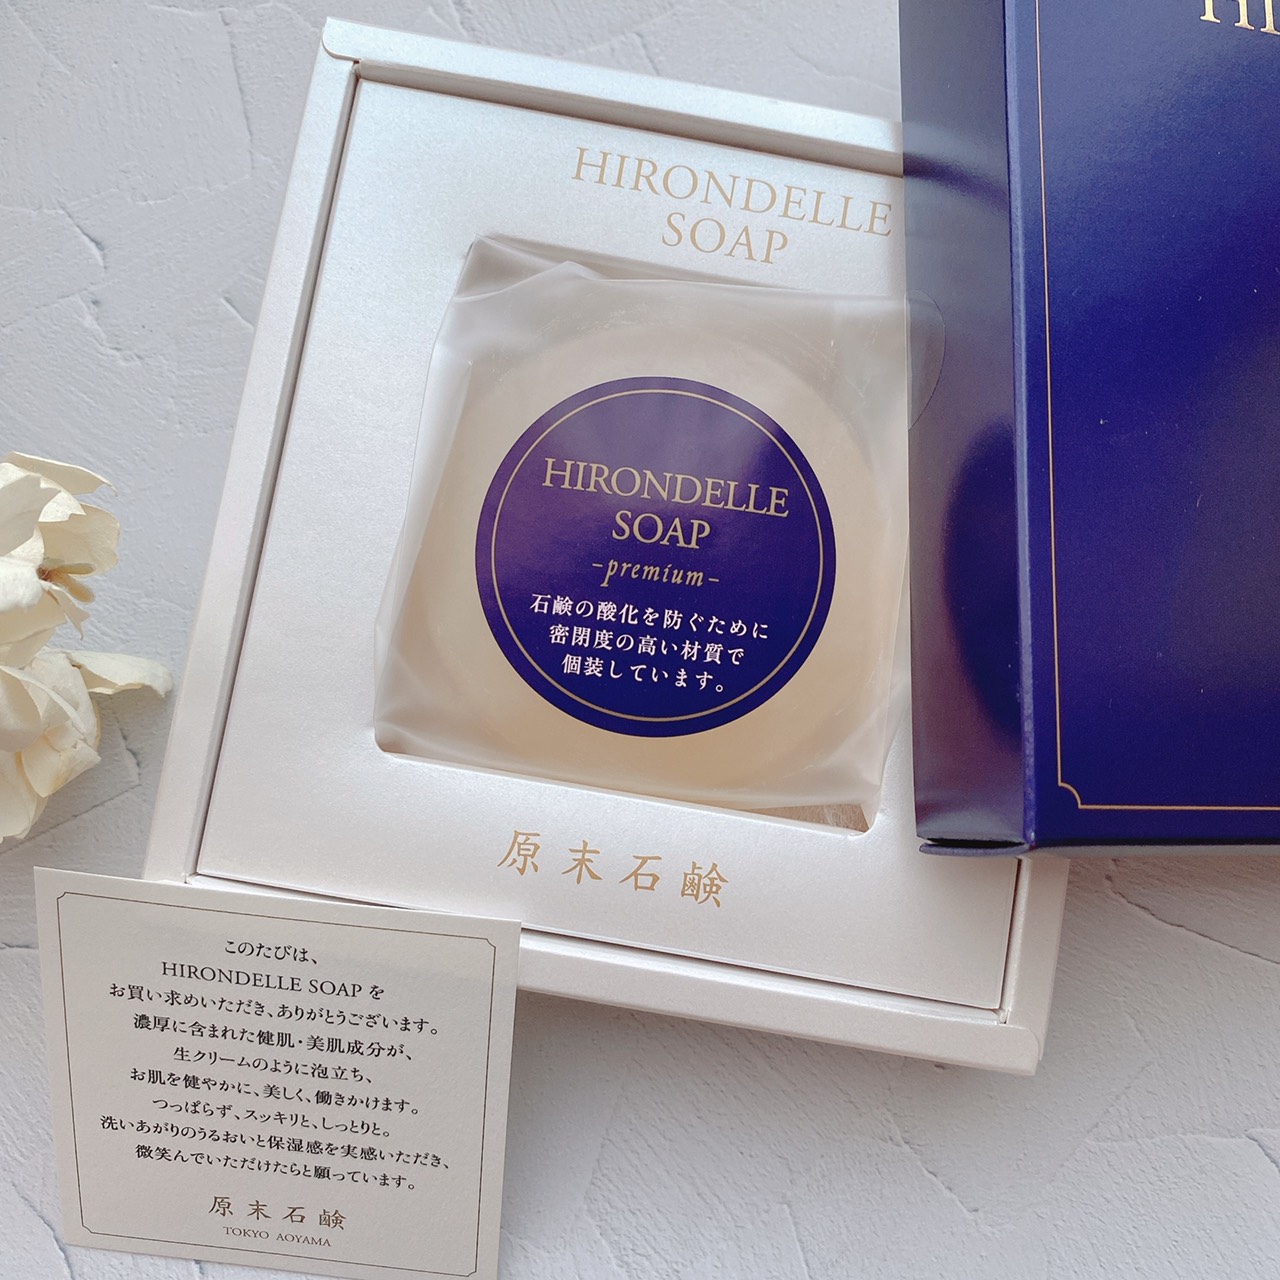 HIRONDELLE
SOAP
HIRONDELLE
SOAP
-premium-
石鹸の酸化を防ぐために
密閉度の高い材質で
個装しています。
原末石鹸
このたびは、
HIRONDELLE SOAP を
お買い求めいただき、ありがとうございます。
濃厚に含まれた健肌・美肌成分が、
生クリームのように泡立ち、
お肌を健やかに、美しく、働きかけます。
つっぱらず、スッキリと、しっとりと。
洗いあがりのうるおいと保湿感を実感いただき、
微笑んでいただけたらと願っています。
原末石鹸
TOKYO AOYAMA